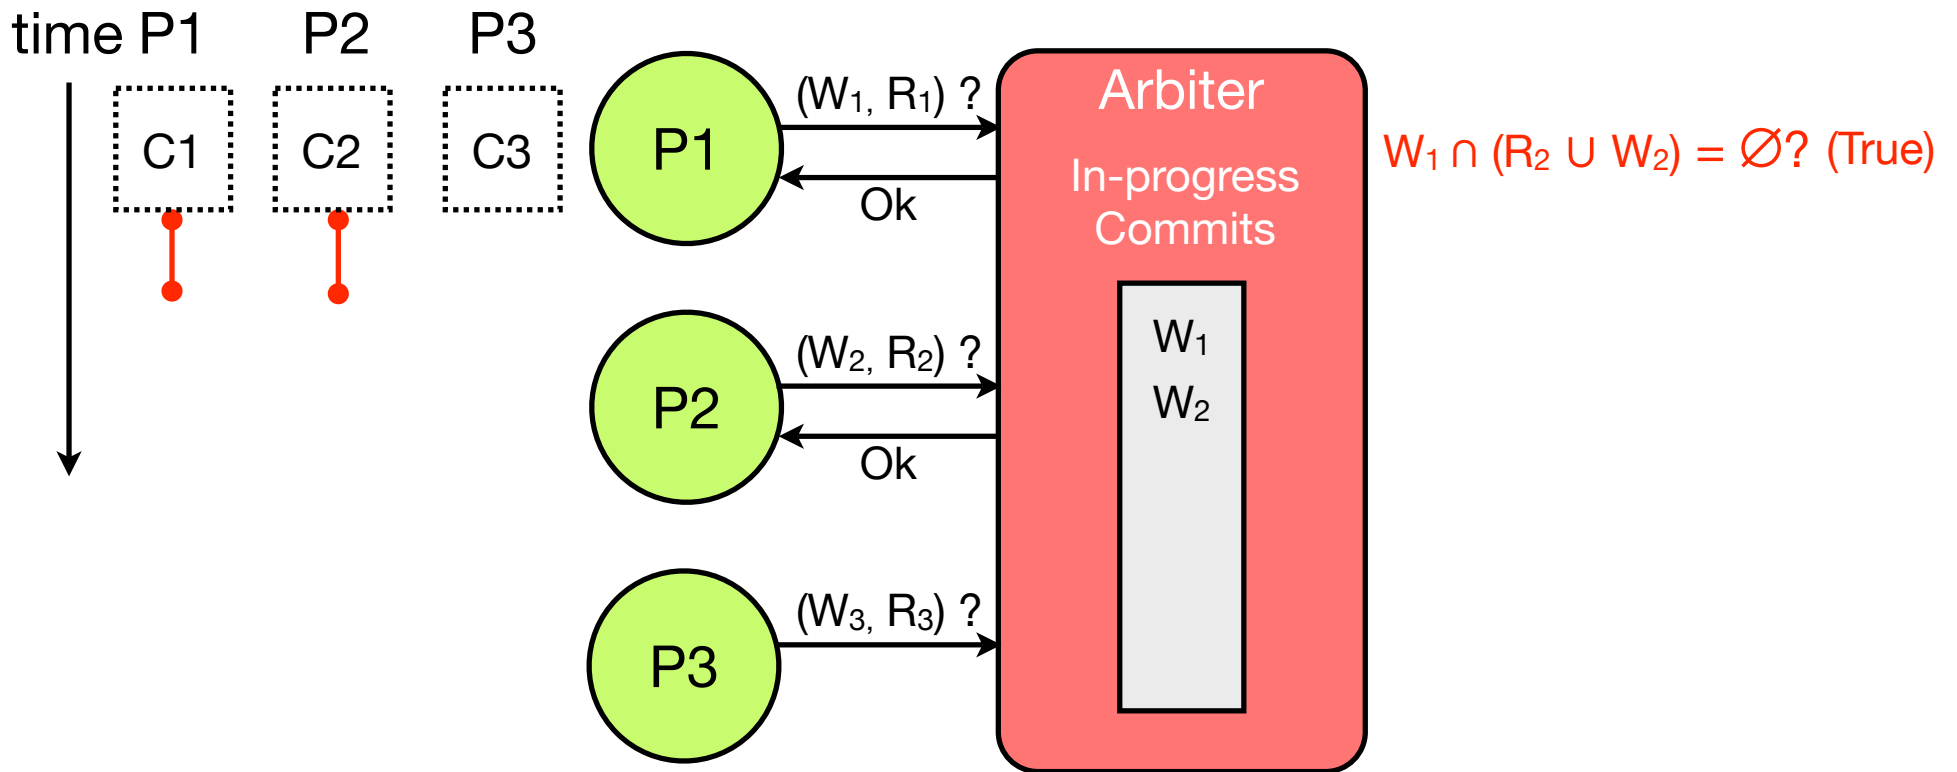 time P1 P2 P3
C1 C2 C3
P1
(W₁, R₁) ?
Ok
Arbiter
In-progress
Commits
W₁ ∩ (R₂ ∪ W₂) = ∅? (True)
W₁
W₂
P2
(W₂, R₂) ?
Ok
P3
(W₃, R₃) ?